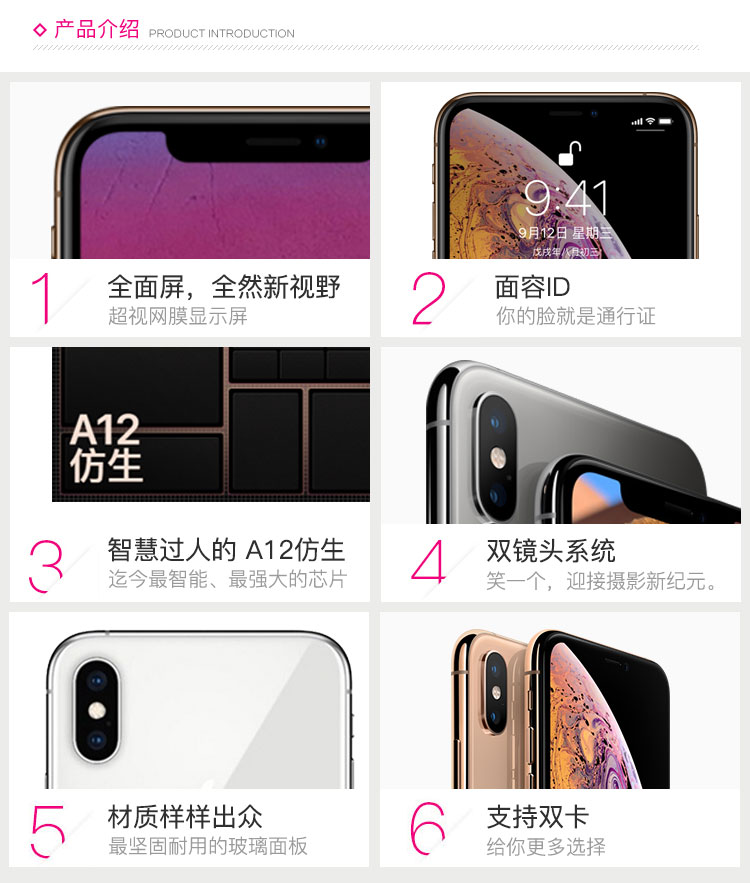 产品介绍 PRODUCT INTRODUCTION
9:41
9月12日 星期三
戊戌年八月初三
1
全面屏，全然新视野
超视网膜显示屏
2
面容ID
你的脸就是通行证
A12
仿生
3
智慧过人的 A12仿生
迄今最智能、最强大的芯片
4
双镜头系统
笑一个，迎接摄影新纪元。
5
材质样样出众
最坚固耐用的玻璃面板
6
支持双卡
给你更多选择